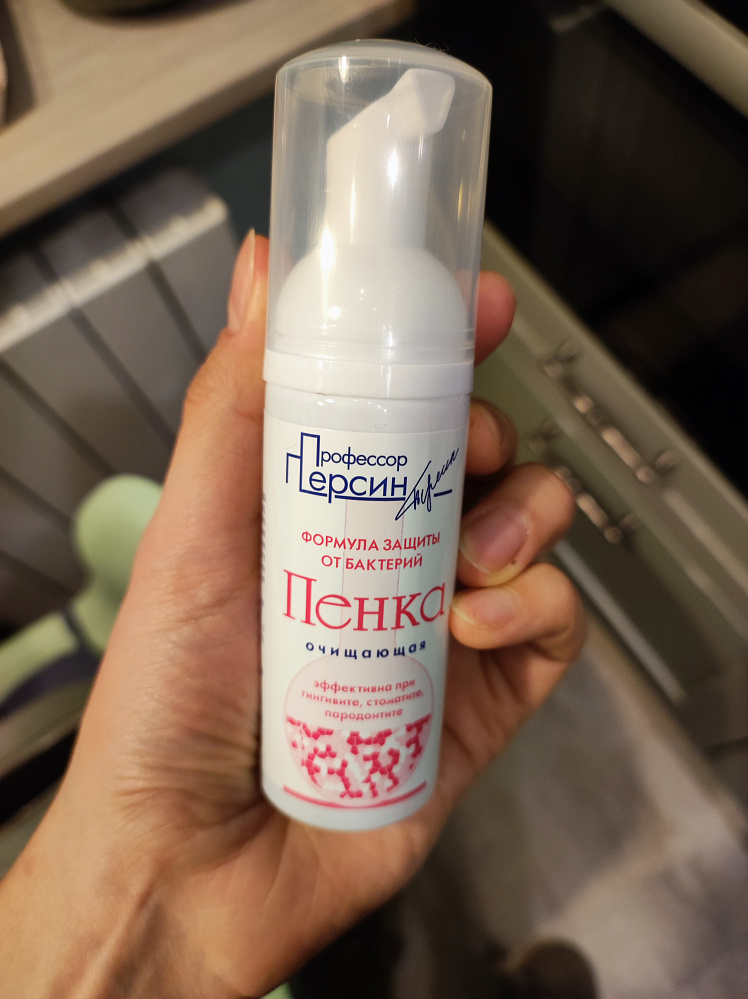 Профессор
Персин
ФОРМУЛА ЗАЩИТЫ
ОТ БАКТЕРИЙ
Пенка
очищающая
эффективна при
гингивите, стоматите,
пародонтите